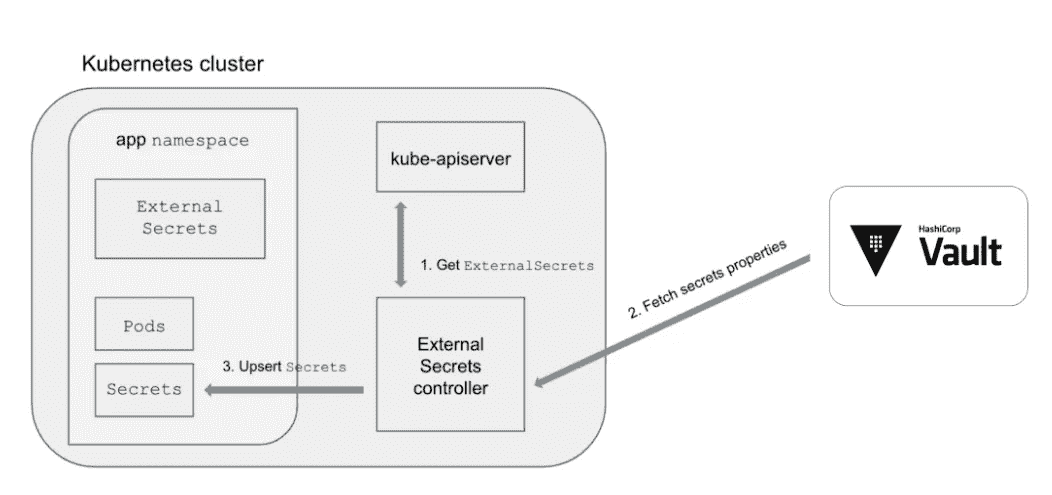 Kubernetes cluster
app namespace
External
Secrets
Pods
Secrets
kube-apiserver
1. Get ExternalSecrets
External
Secrets
controller
3. Upsert Secrets
2. Fetch secrets properties
HashiCorp
Vault